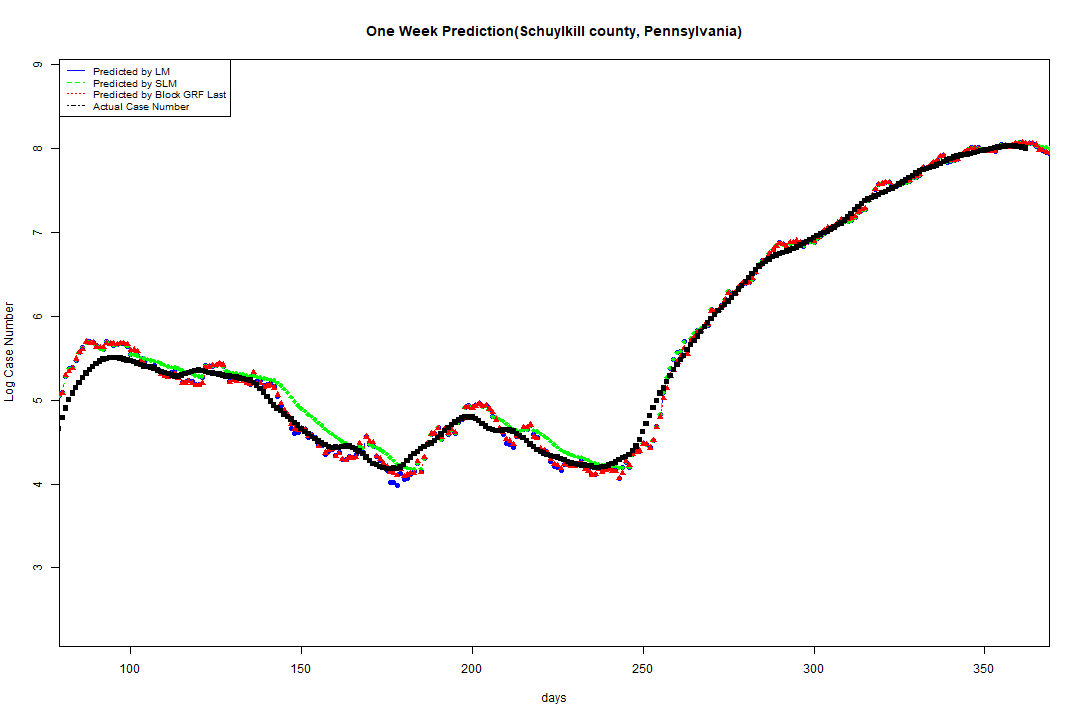 One Week Prediction(Schuylkill county, Pennsylvania)
Predicted by LM
Predicted by SLM
Predicted by Block GRF Last
Actual Case Number
Log Case Number
9
8
7
6
5
4
3
100 150 200 250 300 350
days